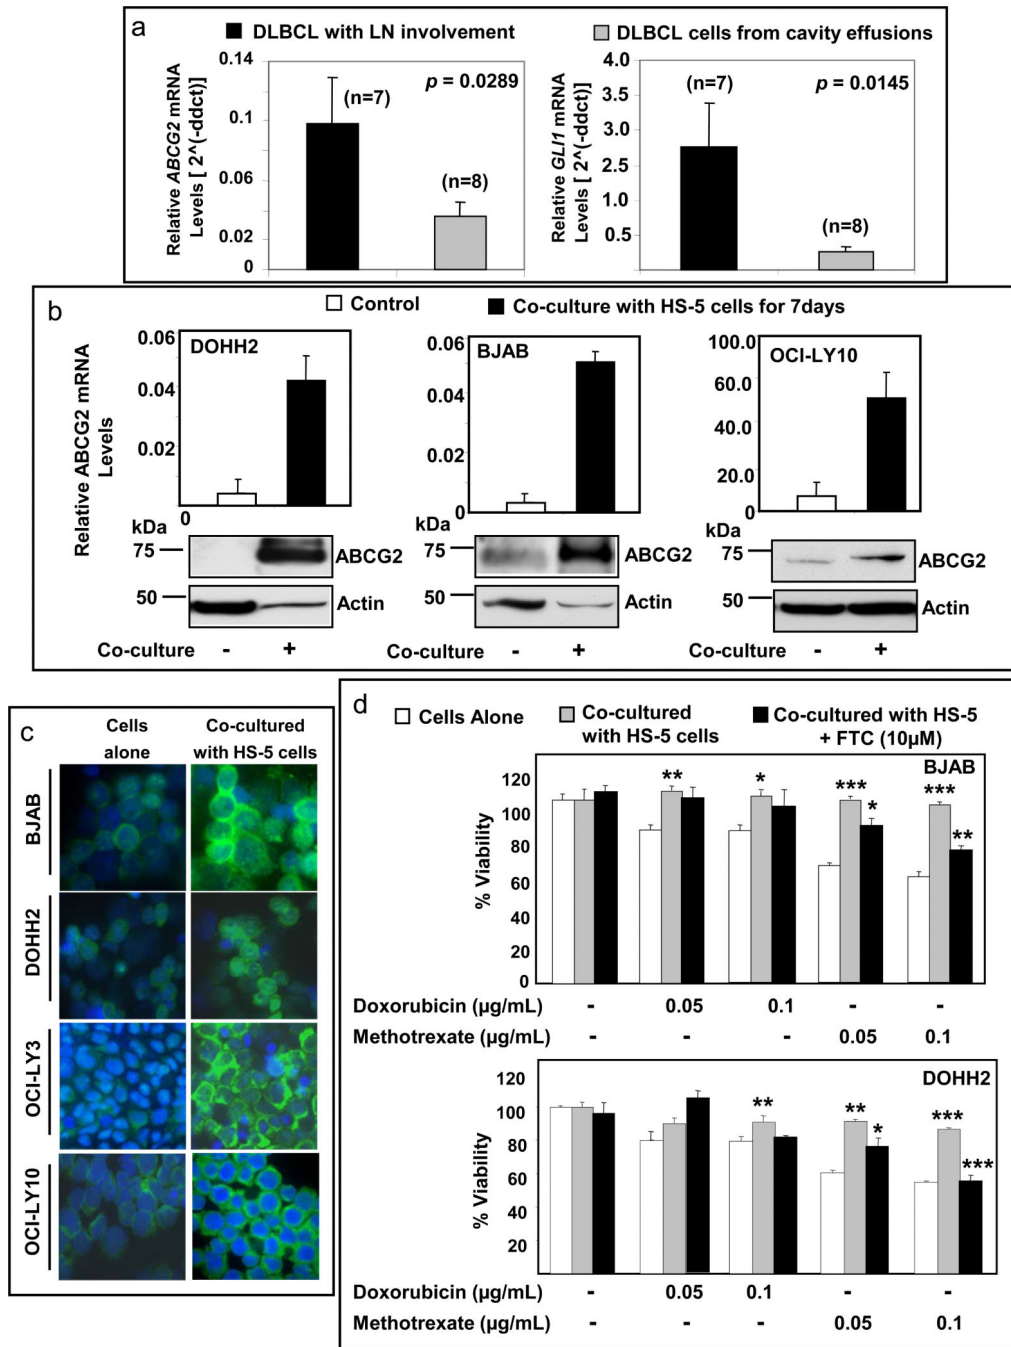 a
DLBCL with LN involvement
DLBCL cells from cavity effusions
Relative ABCG2 mRNA
Levels [ 2^(-ddct)]
0.14
0.1
0.06
0.02
0
(n=7)
(n=8)
p = 0.0289
Relative GLI1 mRNA
Levels [ 2^(-ddct)]
4.0
3.0
2.5
1.5
0.5
(n=7)
(n=8)
p = 0.0145
b
Control
Co-culture with HS-5 cells for 7days
Relative ABCG2 mRNA
Levels
0.06
0.04
0.02
0
DOHH2
kDa
75
ABCG2
50
Actin
Co-culture - +
0.06
0.04
0.02
0
BJAB
kDa
75
ABCG2
50
Actin
Co-culture - +
100.0
60.0
40.0
20.0
0
OCI-LY10
kDa
75
ABCG2
50
Actin
Co-culture - +
c
Cells
alone
Co-cultured
with HS-5 cells
BJAB
DOHH2
OCI-LY3
OCI-LY10
d
Cells Alone
Co-cultured
with HS-5 cells
Co-cultured with HS-5
+ FTC (10µM)
BJAB
% Viability
120
100
80
60
40
20
0
** * *** * *** **
Doxorubicin (µg/mL) - 0.05 0.1 - -
Methotrexate (µg/mL) - - - 0.05 0.1
DOHH2
% Viability
120
100
80
60
40
20
** ** * *** ***
Doxorubicin (µg/mL) - 0.05 0.1 - -
Methotrexate (µg/mL) - - - 0.05 0.1